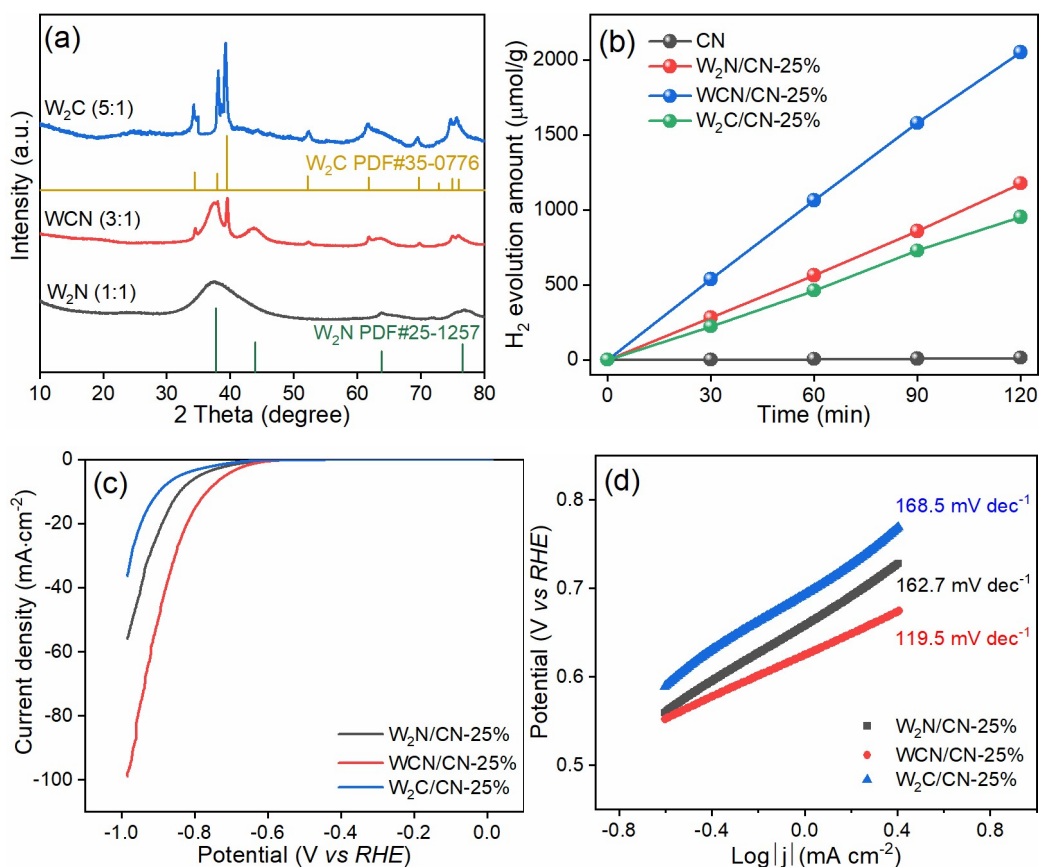 (a)
W₂C (5:1)
W₂C PDF#35-0776
WCN (3:1)
W₂N (1:1)
W₂N PDF#25-1257
Intensity (a.u.)
10 20 30 40 50 60 70 80
2 Theta (degree)
(b)
CN
W₂N/CN-25%
WCN/CN-25%
W₂C/CN-25%
H₂ evolution amount (μmol/g)
2000
1500
1000
500
0
0 30 60 90 120
Time (min)
(c)
Current density (mA·cm⁻²)
0
-20
-40
-60
-80
-100
W₂N/CN-25%
WCN/CN-25%
W₂C/CN-25%
-1.0 -0.8 -0.6 -0.4 -0.2 0.0
Potential (V vs RHE)
(d)
Potential (V vs RHE)
0.8
0.7
0.6
0.5
168.5 mV dec⁻¹
162.7 mV dec⁻¹
119.5 mV dec⁻¹
W₂N/CN-25%
WCN/CN-25%
W₂C/CN-25%
-0.8 -0.4 0.0 0.4 0.8
Log|j|(mA cm⁻²)